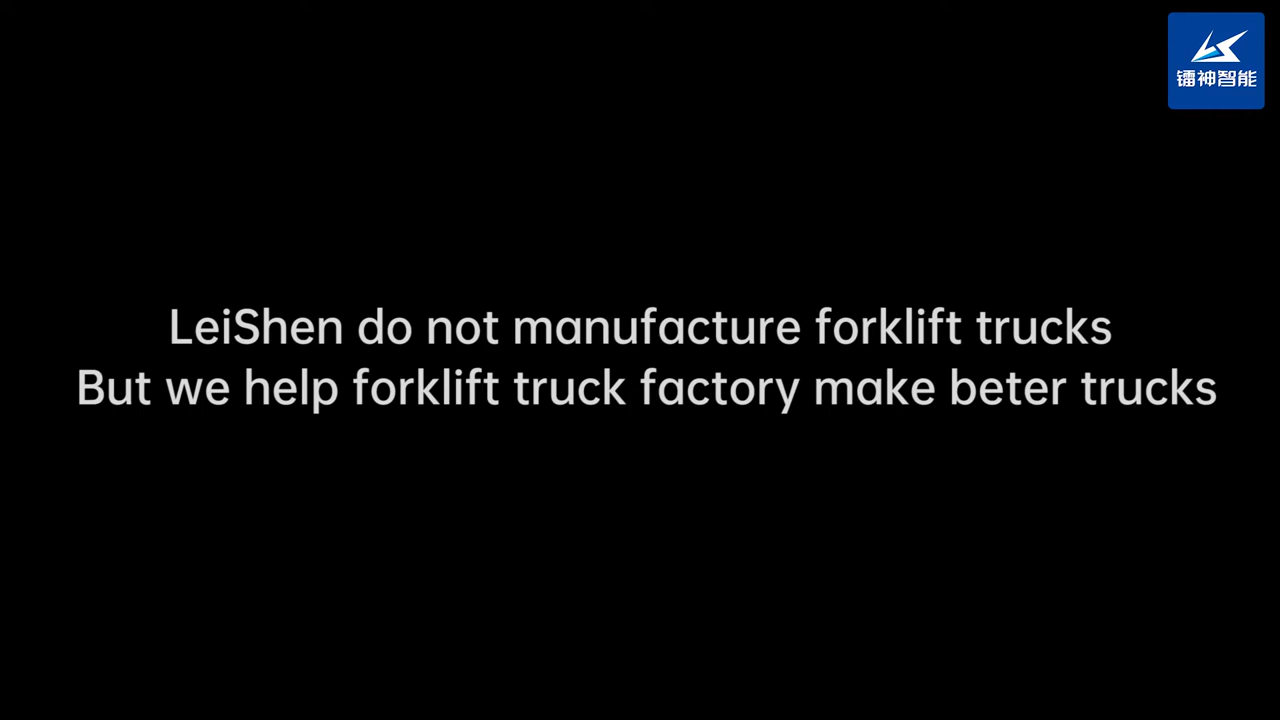 镭神智能
LeiShen do not manufacture forklift trucks
But we help forklift truck factory make beter trucks